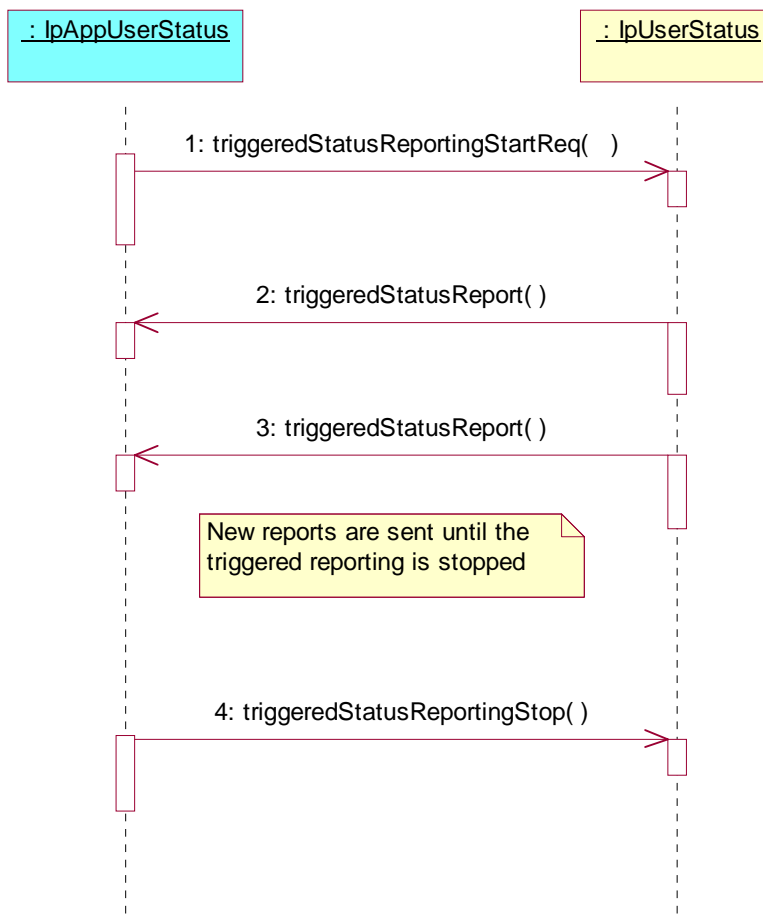 : IpAppUserStatus
: IpUserStatus
1: triggeredStatusReportingStartReq(   )
2: triggeredStatusReport( )
3: triggeredStatusReport( )
New reports are sent until the
triggered reporting is stopped
4: triggeredStatusReportingStop( )